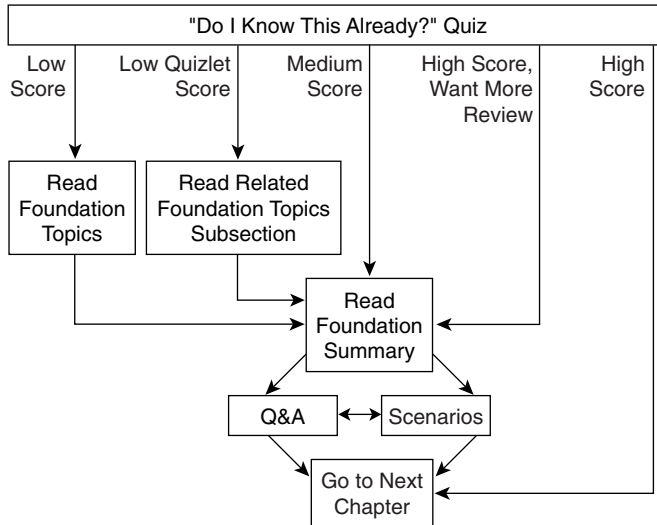 "Do I Know This Already?" Quiz
Low
Score
Low Quizlet
Score
Medium
Score
High Score,
Want More
Review
High
Score
Read
Foundation
Topics
Read Related
Foundation Topics
Subsection
Read
Foundation
Summary
Q&A
Scenarios
Go to Next
Chapter